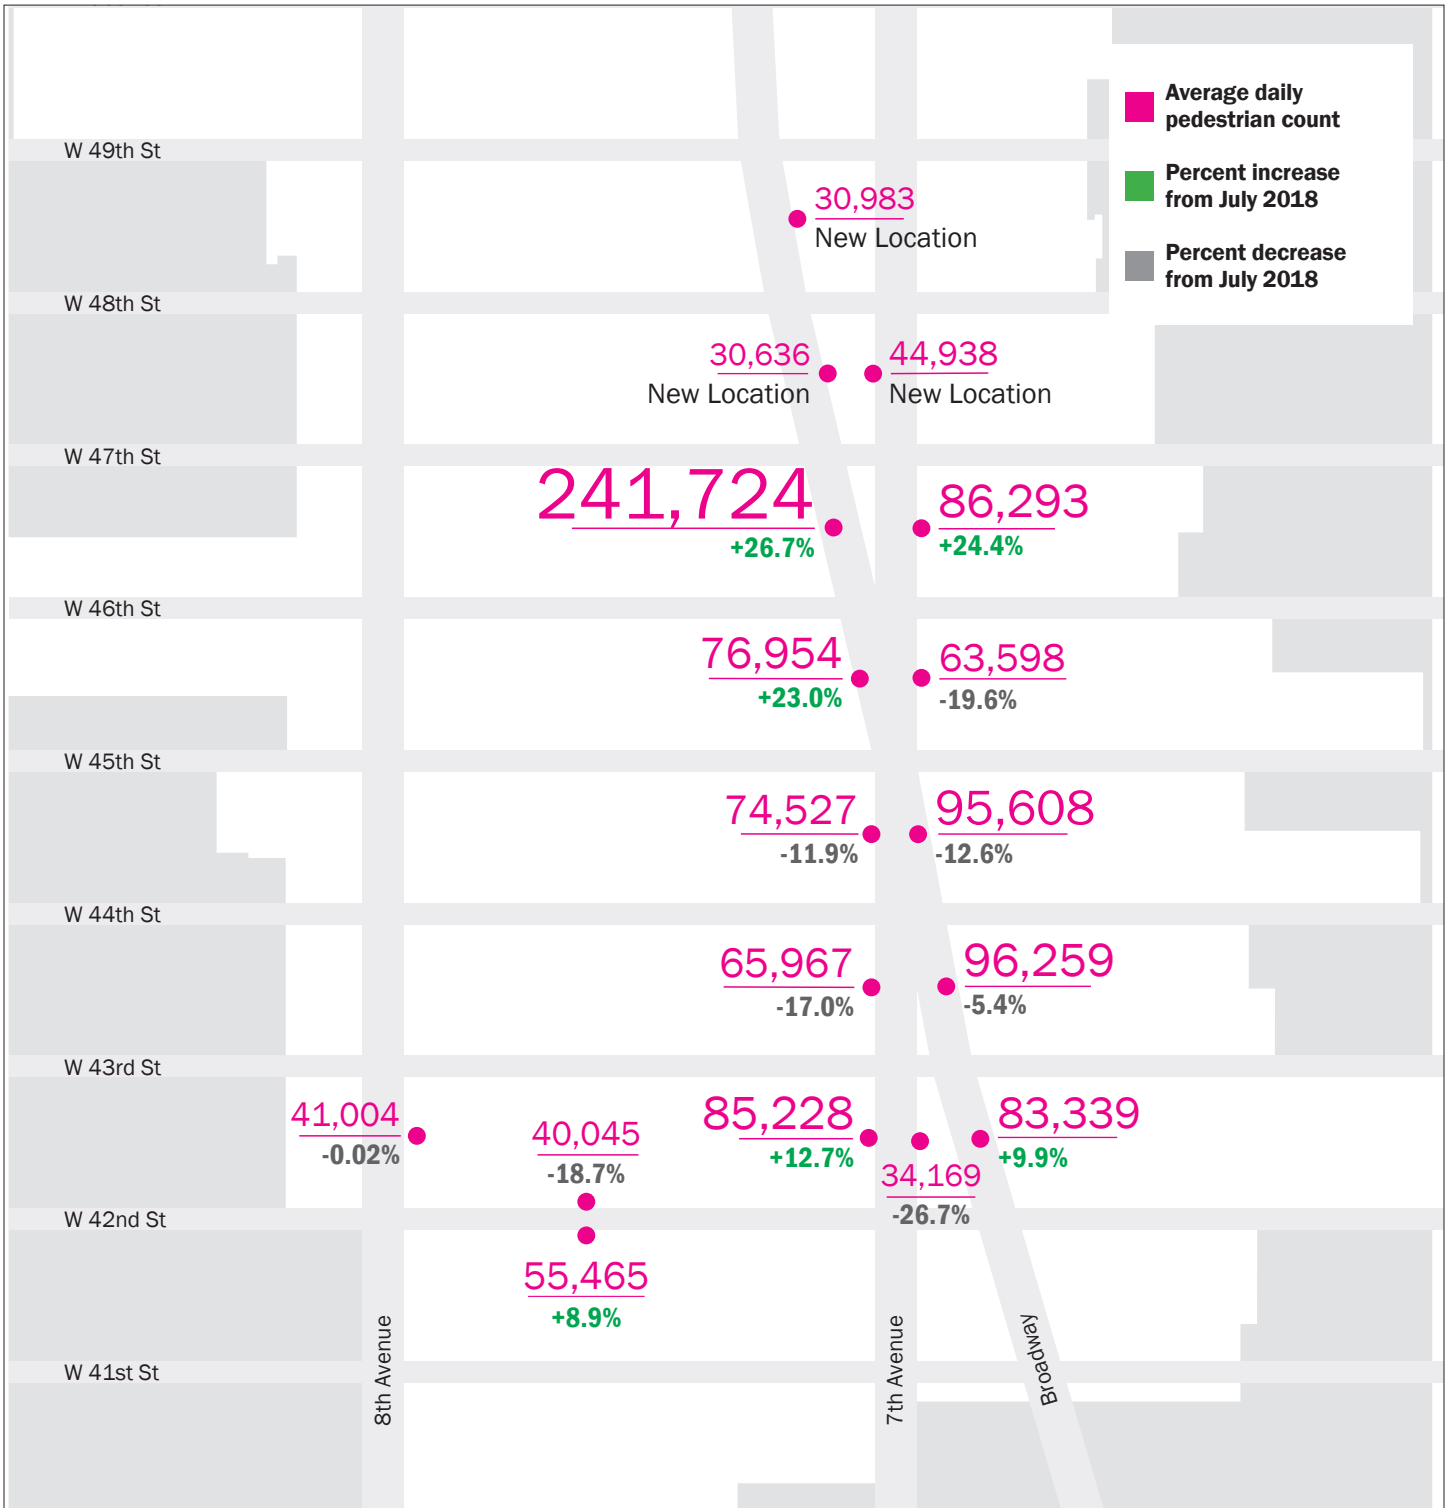 Average daily
pedestrian count
Percent increase
from July 2018
Percent decrease
from July 2018
W 49th St
30,983
New Location
W 48th St
30,636
New Location
44,938
New Location
W 47th St
241,724
+26.7%
86,293
+24.4%
W 46th St
76,954
+23.0%
63,598
-19.6%
W 45th St
74,527
-11.9%
95,608
-12.6%
W 44th St
65,967
-17.0%
96,259
-5.4%
W 43rd St
41,004
-0.02%
40,045
-18.7%
85,228
+12.7%
34,169
-26.7%
83,339
+9.9%
W 42nd St
55,465
+8.9%
W 41st St
8th Avenue
7th Avenue
Broadway